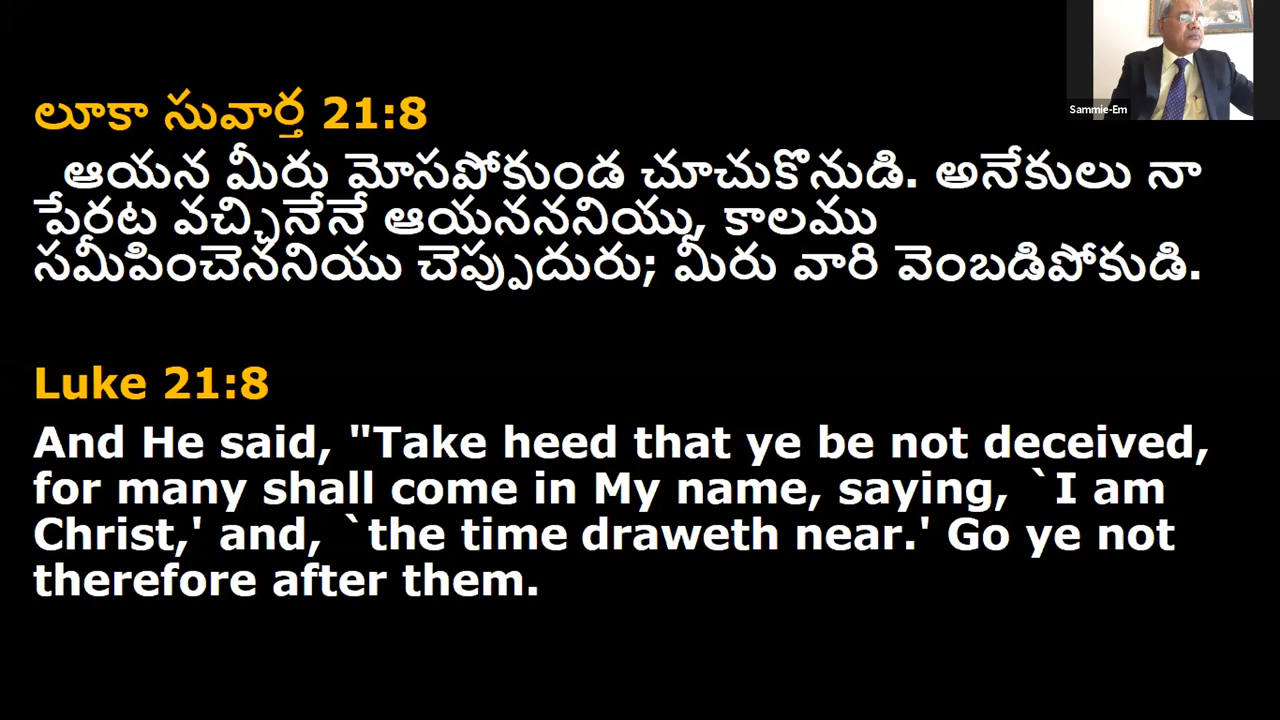 Sammie-Em
లూకా సువార్త 21:8
ఆయన మీరు మోసపోకుండ చూచుకొనుడి. అనేకులు నా
పేరట వచ్చినేనే ఆయనననియు, కాలము
సమీపించెననియు చెప్పుదురు; మీరు వారి వెంబడిపోకుడి.
Luke 21:8
And He said, "Take heed that ye be not deceived,
for many shall come in My name, saying, `I am
Christ,' and, `the time draweth near.' Go ye not
therefore after them.